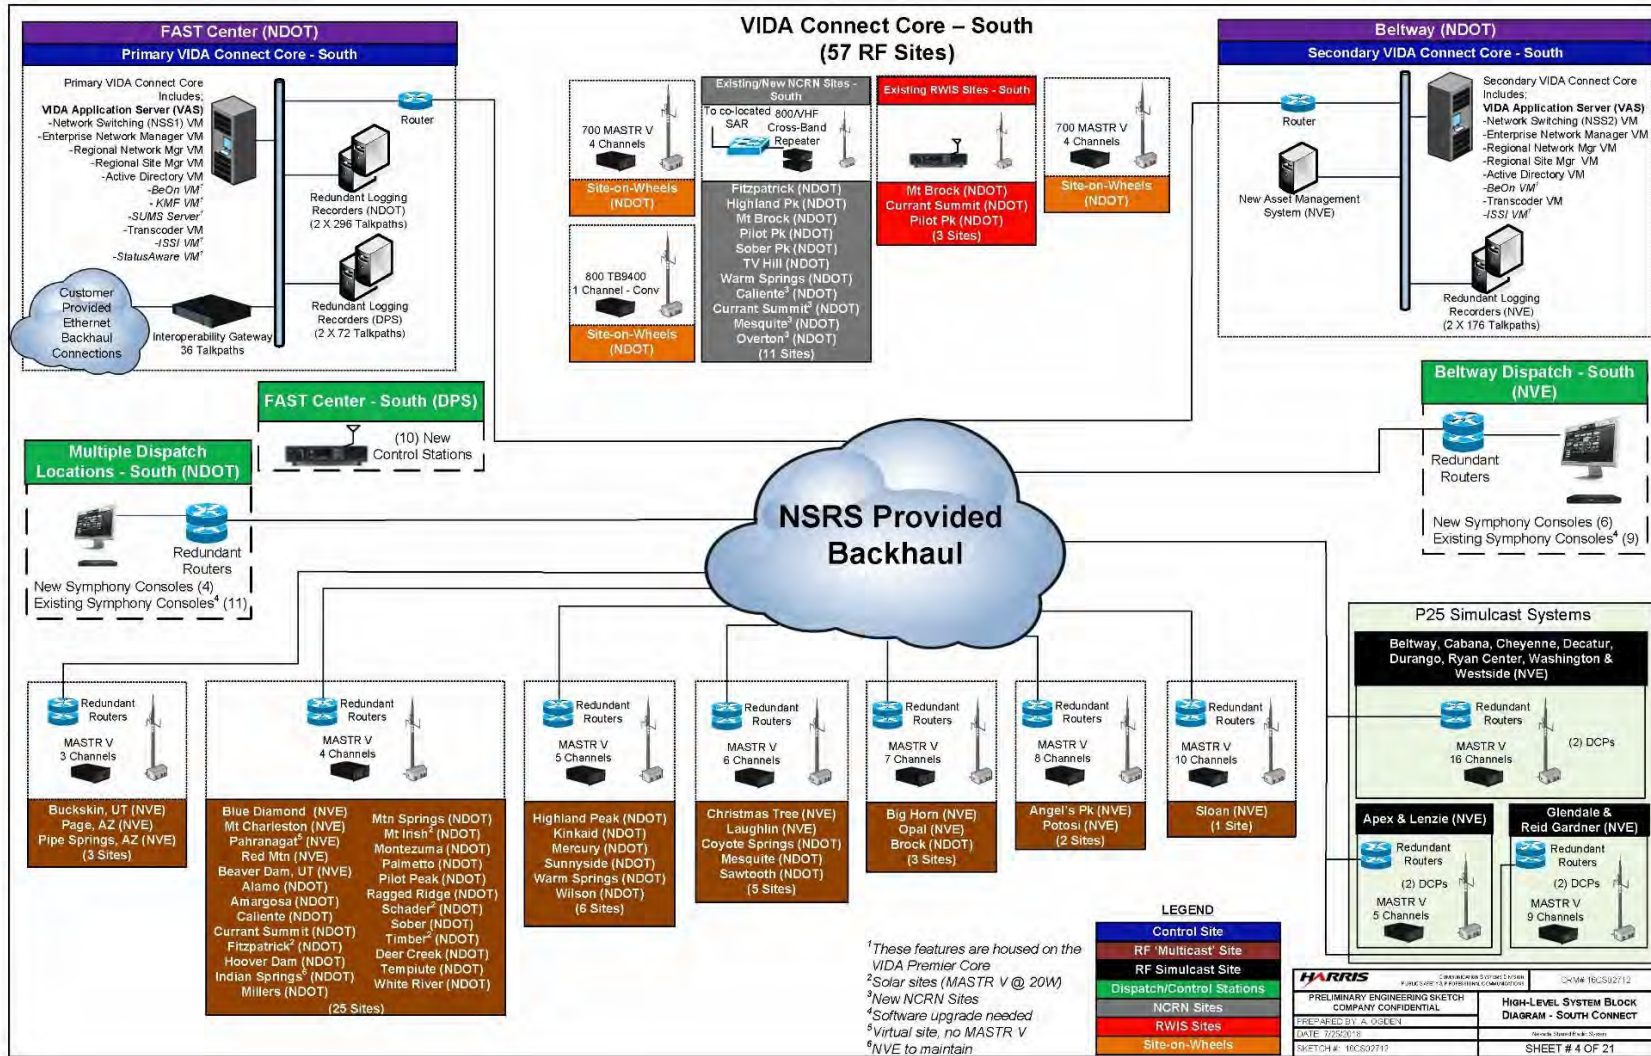 VIDA Connect Core – South
(57 RF Sites)
FAST Center (NDOT)
Primary VIDA Connect Core - South
Primary VIDA Connect Core
Includes;
VIDA Application Server (VAS)
-Network Switching (NSS1) VM
-Enterprise Network Manager VM
-Regional Network Mgr VM
-Regional Site Mgr VM
-Active Directory VM
-BeOn VM¹
- KMF VM¹
-SUMS Server¹
-Transcoder VM
-ISSI VM¹
-StatusAware VM¹
Router
Redundant Logging
Recorders (NDOT)
(2 X 296 Talkpaths)
Redundant Logging
Recorders (DPS)
(2 X 72 Talkpaths)
Customer
Provided
Ethernet
Backhaul
Connections
Interoperability Gateway
36 Talkpaths
700 MASTR V
4 Channels
Site-on-Wheels
(NDOT)
800 TB9400
1 Channel - Conv
Site-on-Wheels
(NDOT)
Existing/New NCRN Sites -
South
To co-located
SAR
800/VHF
Cross-Band
Repeater
Fitzpatrick (NDOT)
Highland Pk (NDOT)
Mt Brock (NDOT)
Pilot Pk (NDOT)
Sober Pk (NDOT)
TV Hill (NDOT)
Warm Springs (NDOT)
Caliente³ (NDOT)
Currant Summit³ (NDOT)
Mesquite³ (NDOT)
Overton³ (NDOT)
(11 Sites)
Existing RWIS Sites - South
Mt Brock (NDOT)
Currant Summit (NDOT)
Pilot Pk (NDOT)
(3 Sites)
700 MASTR V
4 Channels
Site-on-Wheels
(NDOT)
Beltway (NDOT)
Secondary VIDA Connect Core - South
Router
New Asset Management
System (NVE)
Secondary VIDA Connect Core
Includes:
VIDA Application Server (VAS)
-Network Switching (NSS2) VM
-Enterprise Network Manager VM
-Regional Network Mgr VM
-Regional Site Mgr VM
-Active Directory VM
-BeOn VM¹
-Transcoder VM
-ISSI VM¹
Redundant Logging
Recorders (NVE)
(2 X 176 Talkpaths)
FAST Center - South (DPS)
(10) New
Control Stations
Multiple Dispatch
Locations - South (NDOT)
Redundant
Routers
New Symphony Consoles (4)
Existing Symphony Consoles⁴ (11)
NSRS Provided
Backhaul
Beltway Dispatch - South
(NVE)
Redundant
Routers
New Symphony Consoles (6)
Existing Symphony Consoles⁴ (9)
Redundant
Routers
MASTR V
3 Channels
Buckskin, UT (NVE)
Page, AZ (NVE)
Pipe Springs, AZ (NVE)
(3 Sites)
Redundant
Routers
MASTR V
4 Channels
Blue Diamond (NVE)
Mt Charleston (NVE)
Pahranagat⁵ (NVE)
Red Mtn (NVE)
Beaver Dam, UT (NVE)
Alamo (NDOT)
Amargosa (NDOT)
Caliente (NDOT)
Currant Summit (NDOT)
Fitzpatrick² (NDOT)
Hoover Dam (NDOT)
Indian Springs⁶ (NDOT)
Millers (NDOT)
Mtn Springs (NDOT)
Mt Irish² (NDOT)
Montezuma (NDOT)
Palmetto (NDOT)
Pilot Peak (NDOT)
Ragged Ridge (NDOT)
Schader² (NDOT)
Sober (NDOT)
Timber² (NDOT)
Deer Creek (NDOT)
Tempiute (NDOT)
White River (NDOT)
(25 Sites)
Redundant
Routers
MASTR V
5 Channels
Highland Peak (NDOT)
Kinkaid (NDOT)
Mercury (NDOT)
Sunnyside (NDOT)
Warm Springs (NDOT)
Wilson (NDOT)
(6 Sites)
Redundant
Routers
MASTR V
6 Channels
Christmas Tree (NVE)
Laughlin (NVE)
Coyote Springs (NDOT)
Mesquite (NDOT)
Sawtooth (NDOT)
(5 Sites)
Redundant
Routers
MASTR V
7 Channels
Big Horn (NVE)
Opal (NVE)
Brock (NDOT)
(3 Sites)
Redundant
Routers
MASTR V
8 Channels
Angel's Pk (NVE)
Potosi (NVE)
(2 Sites)
Redundant
Routers
MASTR V
10 Channels
Sloan (NVE)
(1 Site)
P25 Simulcast Systems
Beltway, Cabana, Cheyenne, Decatur,
Durango, Ryan Center, Washington &
Westside (NVE)
Redundant
Routers
(2) DCPs
MASTR V
16 Channels
Apex & Lenzie (NVE)
Redundant
Routers
(2) DCPs
MASTR V
5 Channels
Glendale &
Reid Gardner (NVE)
Redundant
Routers
(2) DCPs
MASTR V
9 Channels
¹These features are housed on the
VIDA Premier Core
²Solar sites (MASTR V @ 20W)
³New NCRN Sites
⁴Software upgrade needed
⁵Virtual site, no MASTR V
⁶NVE to maintain
LEGEND
Control Site
RF 'Multicast' Site
RF Simulcast Site
Dispatch/Control Stations
NCRN Sites
RWIS Sites
Site-on-Wheels
HARRIS
COMMUNICATION SYSTEMS DIVISION
PUBLIC SAFETY & PROFESSIONAL COMMUNICATIONS
CRM# 16CS02712
PRELIMINARY ENGINEERING SKETCH
COMPANY CONFIDENTIAL
PREPARED BY: A. OGDEN
DATE: 7/25/2018
SKETCH #: 16CS02712
HIGH-LEVEL SYSTEM BLOCK
DIAGRAM - SOUTH CONNECT
Nevada Shared Radio System
SHEET # 4 OF 21